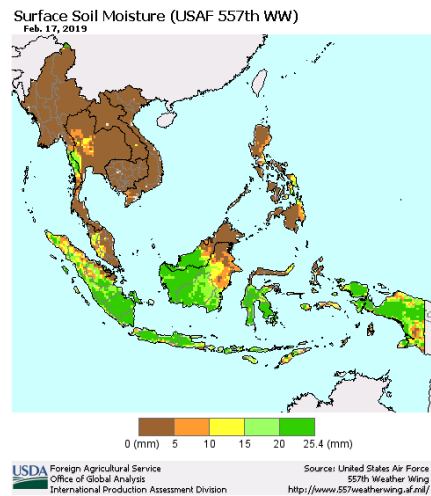 Surface Soil Moisture (USAF 557th WW)
Feb. 17, 2019
0 (mm) 5 10 15 20 25.4 (mm)
USDA Foreign Agricultural Service
Office of Global Analysis
International Production Assessment Division
Source: United States Air Force
557th Weather Wing
http://www.557weatherwing.af.mil/